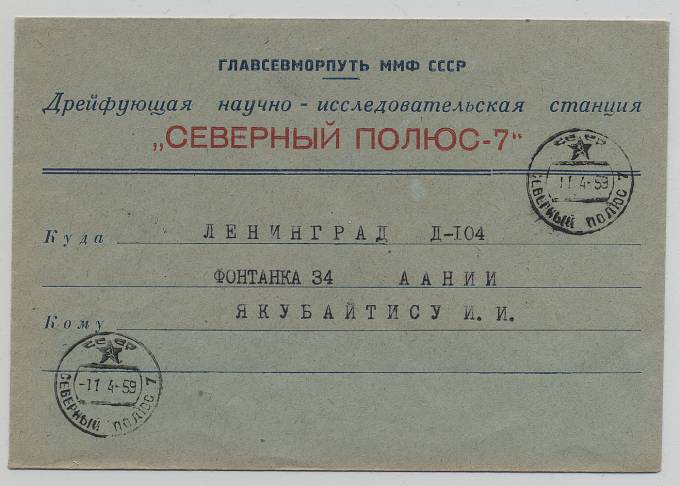 ГЛАВСЕВМОРПУТЬ ММФ СССР
Дрейфующая научно-исследовательская станция
„СЕВЕРНЫЙ ПОЛЮС-7"
СССР
11 4-59
СЕВЕРНЫЙ ПОЛЮС 7
Куда ЛЕНИНГРАД Д-104
ФОНТАНКА 34 ААНИИ
ЯКУБАЙТИСУ И. И.
Кому
СССР
-11 4-59
СЕВЕРНЫЙ ПОЛЮС 7